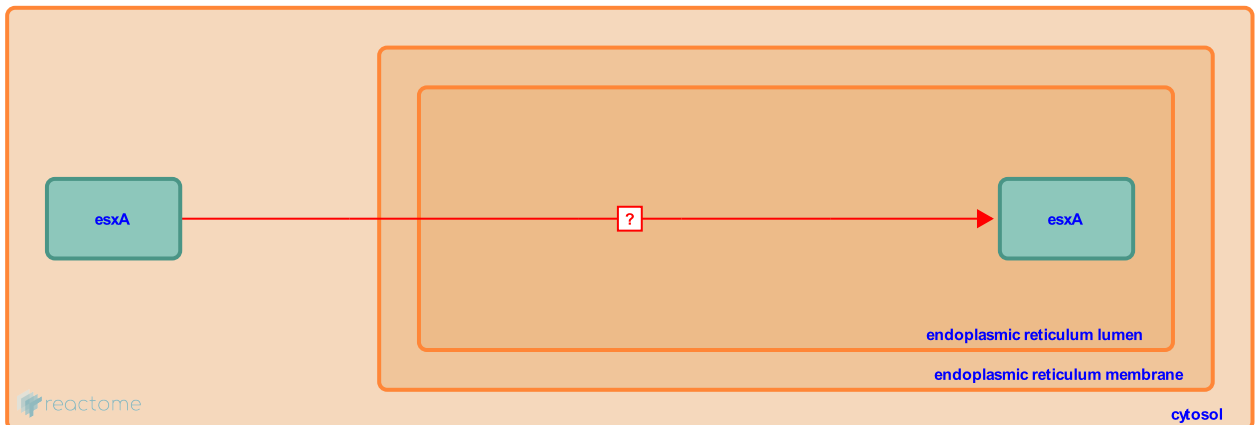 esxA
?
esxA
endoplasmic reticulum lumen
endoplasmic reticulum membrane
reactome
cytosol